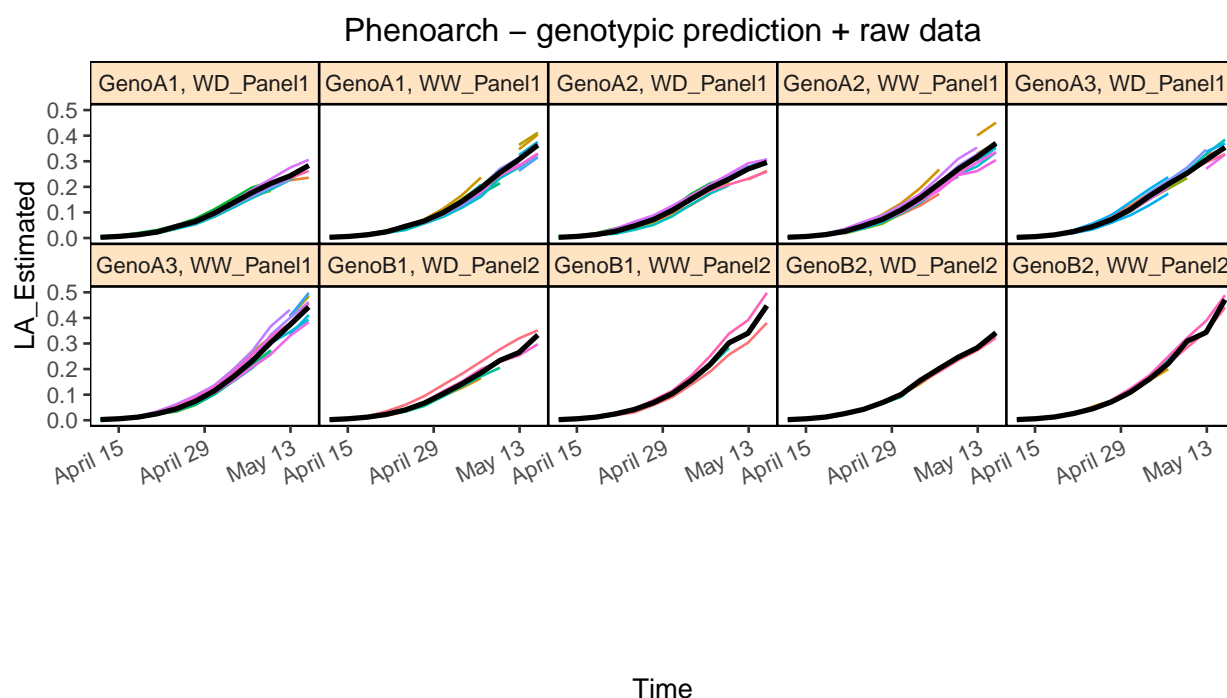 Phenoarch – genotypic prediction + raw data
GenoA1, WD_Panel1 GenoA1, WW_Panel1 GenoA2, WD_Panel1 GenoA2, WW_Panel1 GenoA3, WD_Panel1
0.5
0.4
0.3
0.2
0.1
0.0
GenoA3, WW_Panel1 GenoB1, WD_Panel2 GenoB1, WW_Panel2 GenoB2, WD_Panel2 GenoB2, WW_Panel2
0.5
0.4
0.3
0.2
0.1
0.0
LA_Estimated
April 15 April 29 May 13 April 15 April 29 May 13 April 15 April 29 May 13 April 15 April 29 May 13 April 15 April 29 May 13
Time